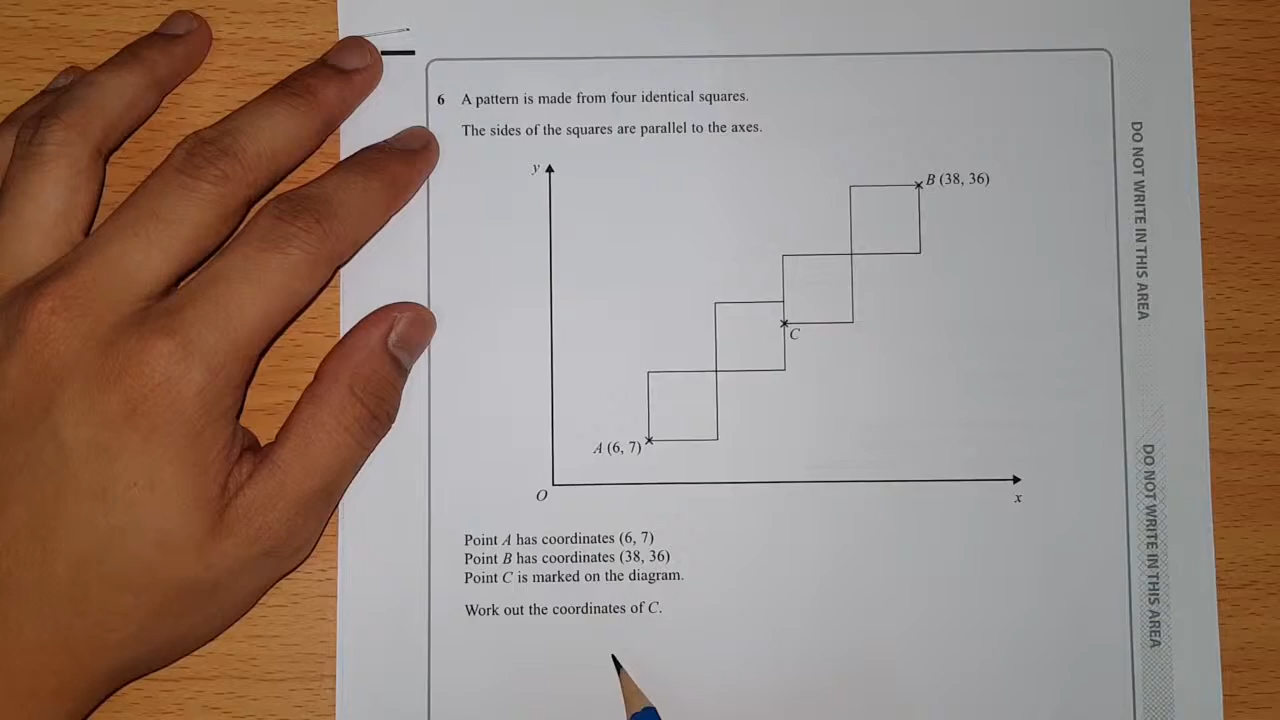 6 A pattern is made from four identical squares.
The sides of the squares are parallel to the axes.
y
B (38, 36)
C
A (6, 7)
O
x
Point A has coordinates (6, 7)
Point B has coordinates (38, 36)
Point C is marked on the diagram.
Work out the coordinates of C.
DO NOT WRITE IN THIS AREA
DO NOT WRITE IN THIS AREA